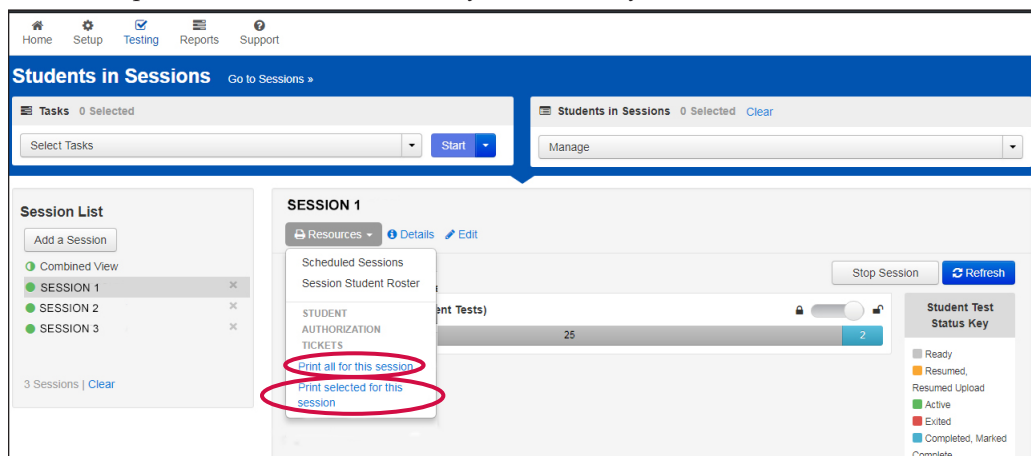 Home Setup Testing Reports Support
Students in Sessions Go to Sessions »
Tasks 0 Selected
Select Tasks Start
Students in Sessions 0 Selected Clear
Manage
Session List
Add a Session
Combined View
SESSION 1
SESSION 2
SESSION 3
3 Sessions | Clear
SESSION 1
Resources Details Edit
Scheduled Sessions
Session Student Roster
STUDENT
AUTHORIZATION
TICKETS
Print all for this session
Print selected for this
session
Stop Session Refresh
ent Tests)
25 2
Student Test
Status Key
Ready
Resumed,
Resumed Upload
Active
Exited
Completed, Marked
Complete